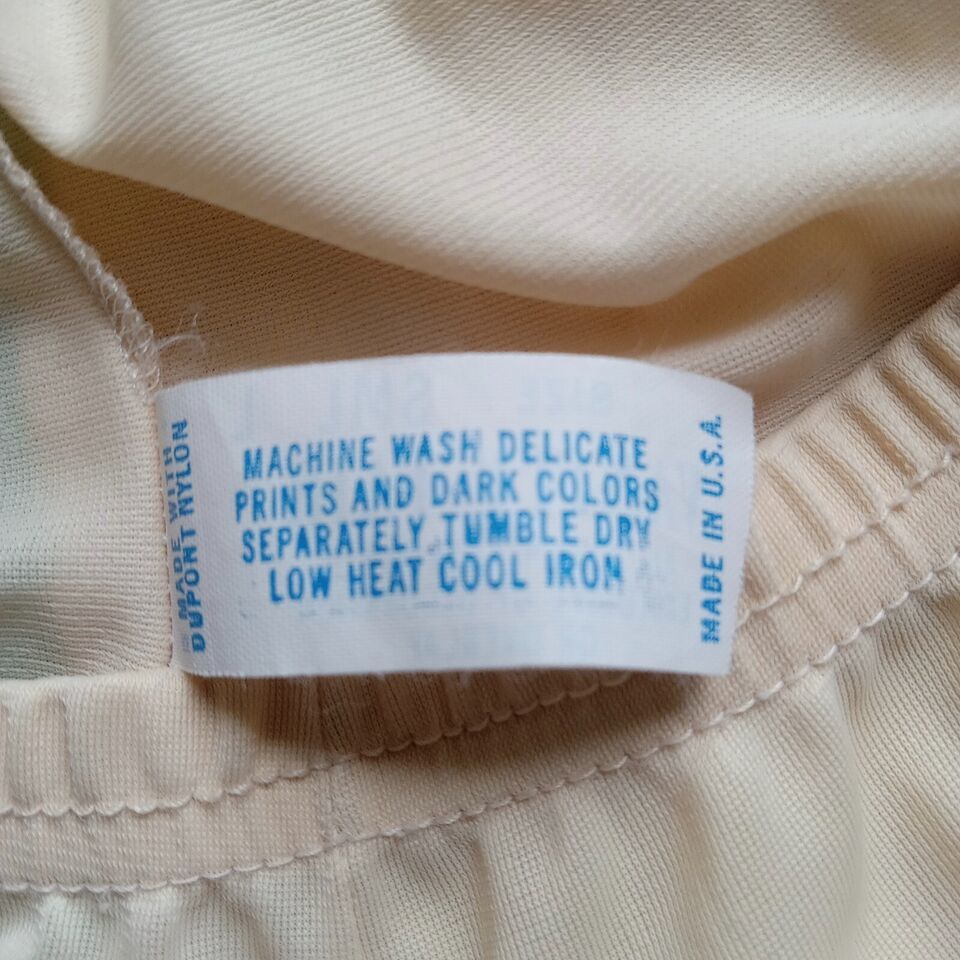 MADE WITH
DUPONT NYLON
MACHINE WASH DELICATE
PRINTS AND DARK COLORS
SEPARATELY, TUMBLE DRY
LOW HEAT COOL IRON
MADE IN U.S.A.